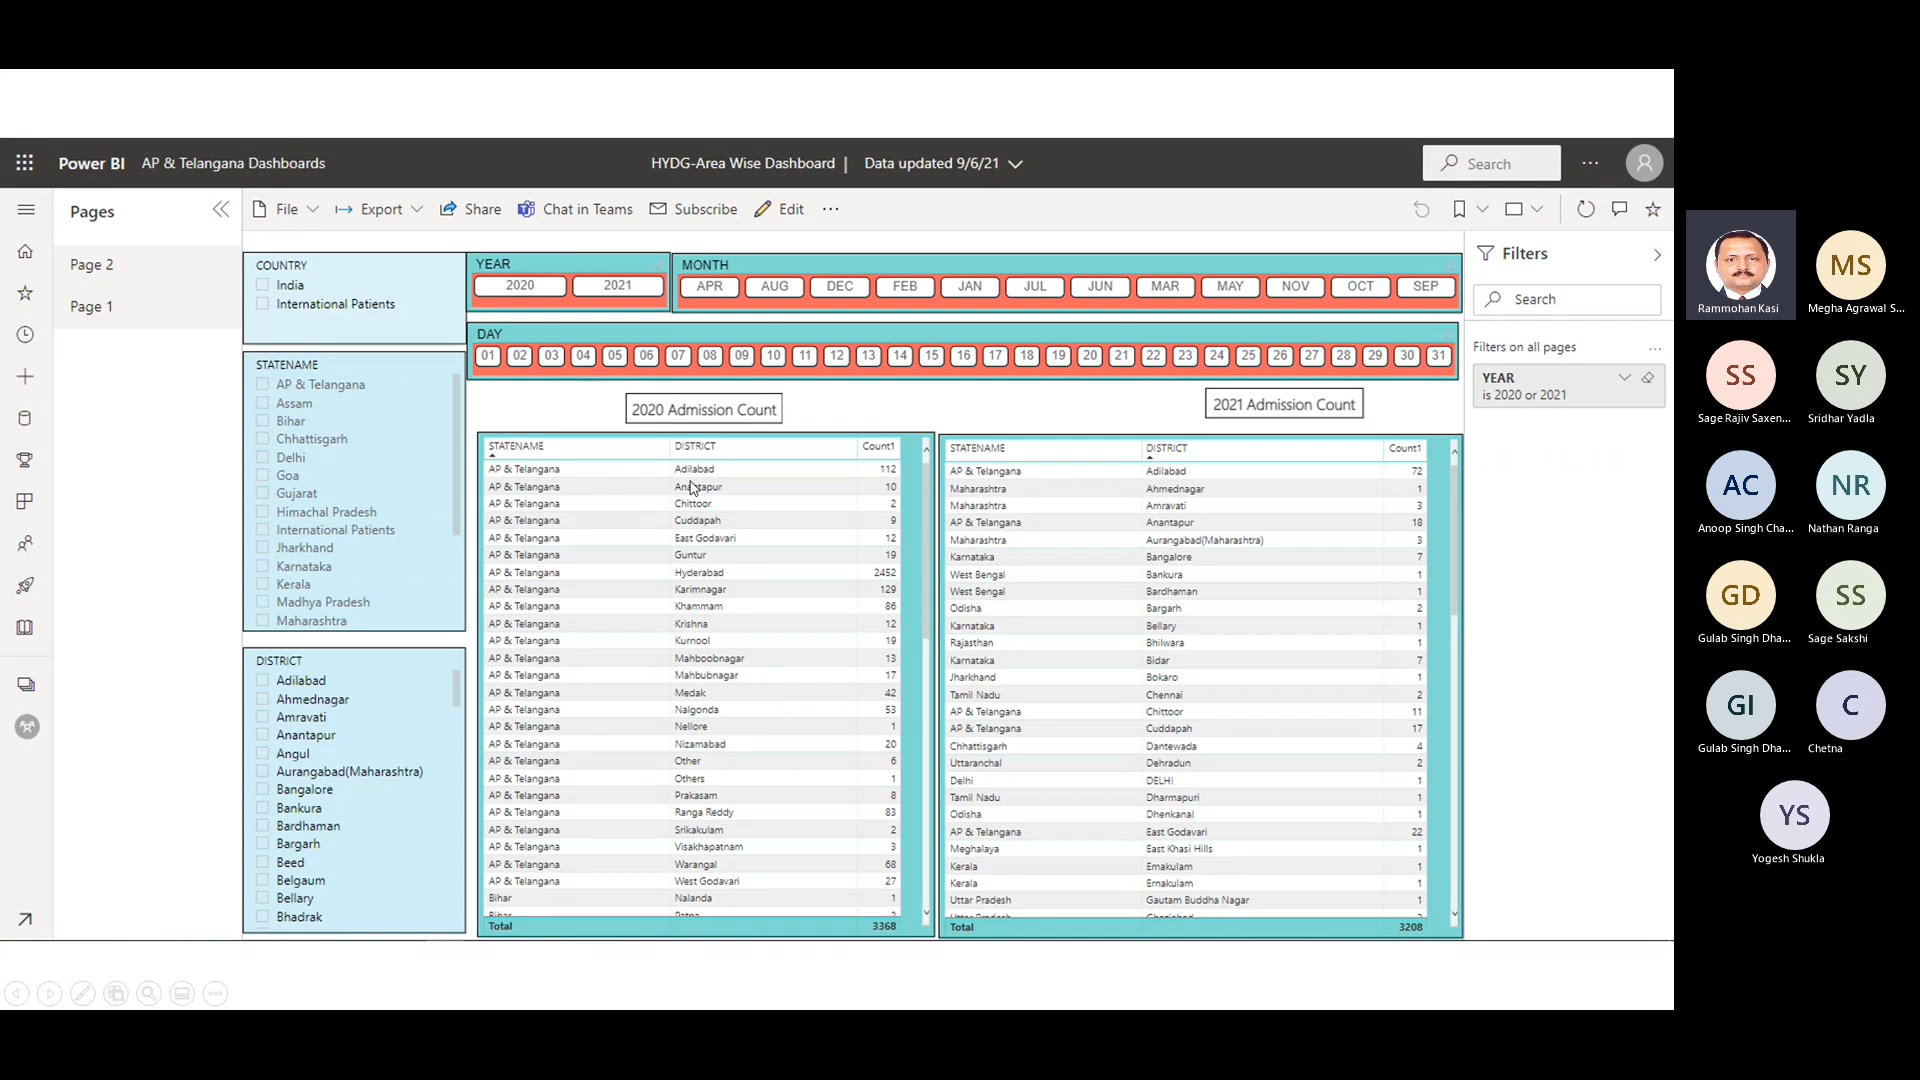 Power BI AP & Telangana Dashboards
HYDG-Area Wise Dashboard | Data updated 9/6/21
Search
Pages
File
Export
Share
Chat in Teams
Subscribe
Edit
Page 2
Page 1
COUNTRY
India
International Patients
YEAR
2020 2021
MONTH
APR AUG DEC FEB JAN JUL JUN MAR MAY NOV OCT SEP
DAY
01 02 03 04 05 06 07 08 09 10 11 12 13 14 15 16 17 18 19 20 21 22 23 24 25 26 27 28 29 30 31
STATENAME
AP & Telangana
Assam
Bihar
Chhattisgarh
Delhi
Goa
Gujarat
Himachal Pradesh
International Patients
Jharkhand
Karnataka
Kerala
Madhya Pradesh
Maharashtra
DISTRICT
Adilabad
Ahmednagar
Amravati
Anantapur
Angul
Aurangabad(Maharashtra)
Bangalore
Bankura
Bardhaman
Bargarh
Beed
Belgaum
Bellary
Bhadrak
2020 Admission Count
STATENAME DISTRICT Count1
AP & Telangana Adilabad 112
AP & Telangana Anantapur 10
AP & Telangana Chittoor 2
AP & Telangana Cuddapah 9
AP & Telangana East Godavari 12
AP & Telangana Guntur 19
AP & Telangana Hyderabad 2452
AP & Telangana Karimnagar 129
AP & Telangana Khammam 86
AP & Telangana Krishna 12
AP & Telangana Kurnool 19
AP & Telangana Mahboobnagar 13
AP & Telangana Mahbubnagar 17
AP & Telangana Medak 42
AP & Telangana Nalgonda 53
AP & Telangana Nellore 1
AP & Telangana Nizamabad 20
AP & Telangana Other 6
AP & Telangana Others 1
AP & Telangana Prakasam 8
AP & Telangana Ranga Reddy 83
AP & Telangana Srikakulam 2
AP & Telangana Visakhapatnam 3
AP & Telangana Warangal 68
AP & Telangana West Godavari 27
Bihar Nalanda 1
Total 3368
2021 Admission Count
STATENAME DISTRICT Count1
AP & Telangana Adilabad 72
Maharashtra Ahmednagar 1
Maharashtra Amravati 3
AP & Telangana Anantapur 18
Maharashtra Aurangabad(Maharashtra) 3
Karnataka Bangalore 7
West Bengal Bankura 1
West Bengal Bardhaman 1
Odisha Bargarh 2
Karnataka Bellary 1
Rajasthan Bhilwara 1
Karnataka Bidar 7
Jharkhand Bokaro 1
Tamil Nadu Chennai 2
AP & Telangana Chittoor 11
AP & Telangana Cuddapah 17
Chhattisgarh Dantewada 4
Uttaranchal Dehradun 2
Delhi DELHI 1
Tamil Nadu Dharmapuri 1
Odisha Dhenkanal 1
AP & Telangana East Godavari 22
Meghalaya East Khasi Hills 1
Kerala Emakulam 1
Kerala Ernakulam 1
Uttar Pradesh Gautam Buddha Nagar 1
Total 3208
Filters
Search
Filters on all pages
YEAR
is 2020 or 2021
Rammohan Kasi
MS
Megha Agrawal S...
SS
Sage Rajiv Saxen...
SY
Sridhar Yadla
AC
Anoop Singh Cha...
NR
Nathan Ranga
GD
Gulab Singh Dha...
SS
Sage Sakshi
GI
Gulab Singh Dha...
C
Chetna
YS
Yogesh Shukla